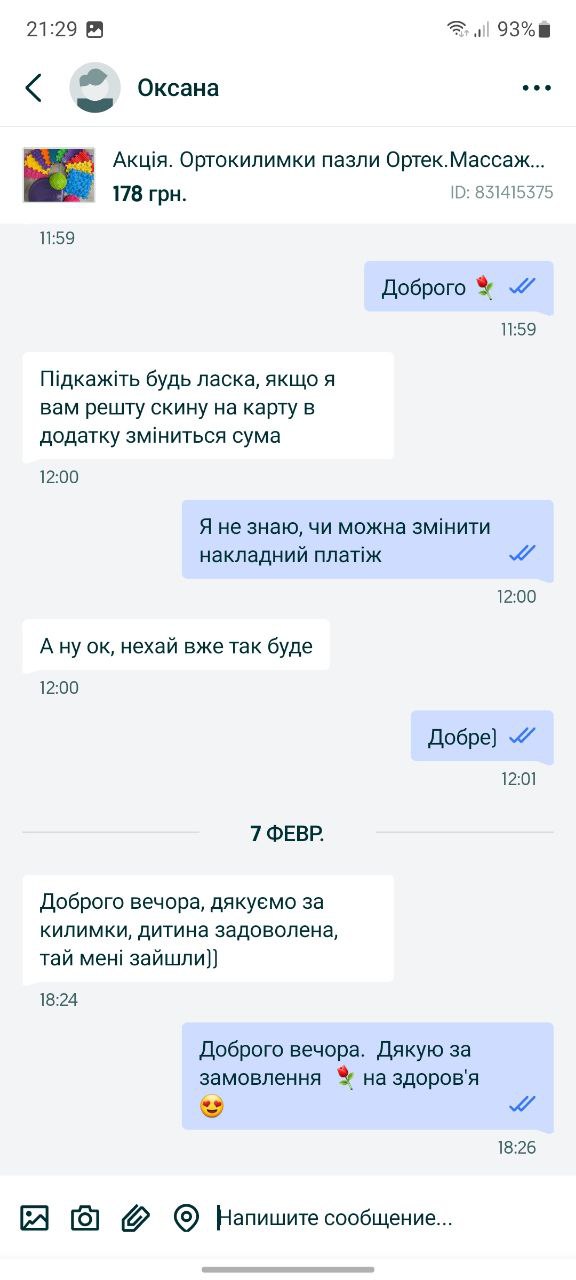 21:29
93%
Оксана
Акція. Ортокилимки пазли Ортек.Массаж...
178 грн.
ID: 831415375
11:59
Доброго 🌹
11:59
Підкажіть будь ласка, якщо я
вам решту скину на карту в
додатку зміниться сума
12:00
Я не знаю, чи можна змінити
накладний платіж
12:00
А ну ок, нехай вже так буде
12:00
Добре)
12:01
7 ФЕВР.
Доброго вечора, дякуємо за
килимки, дитина задоволена,
тай мені зайшли))
18:24
Доброго вечора.  Дякую за
замовлення 🌹 на здоров'я
😍
18:26
Напишите сообщение...